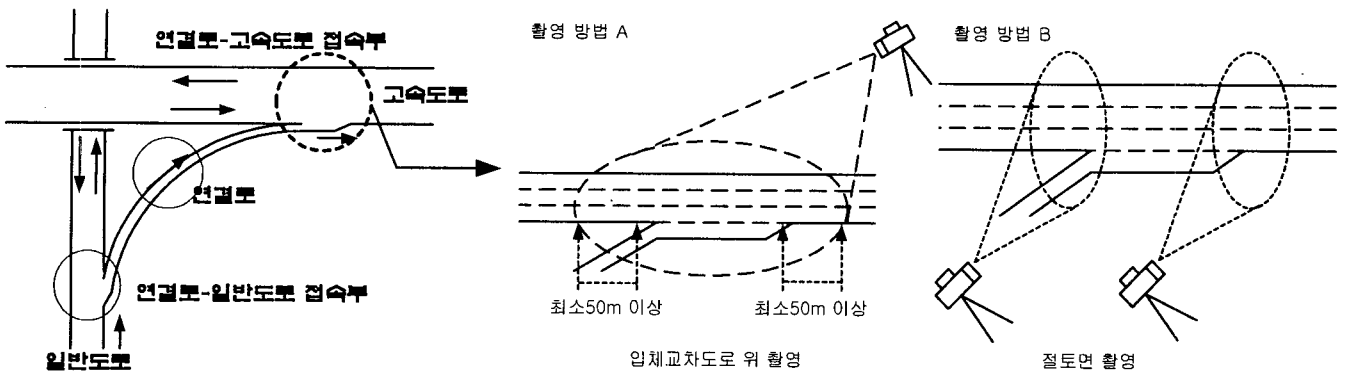 연결로-고속도로 접속부
고속도로
연결로
연결로-일반도로 접속부
일반도로
촬영 방법 A
최소50m 이상
최소50m 이상
입체교차도로 위 촬영
촬영 방법 B
절토면 촬영